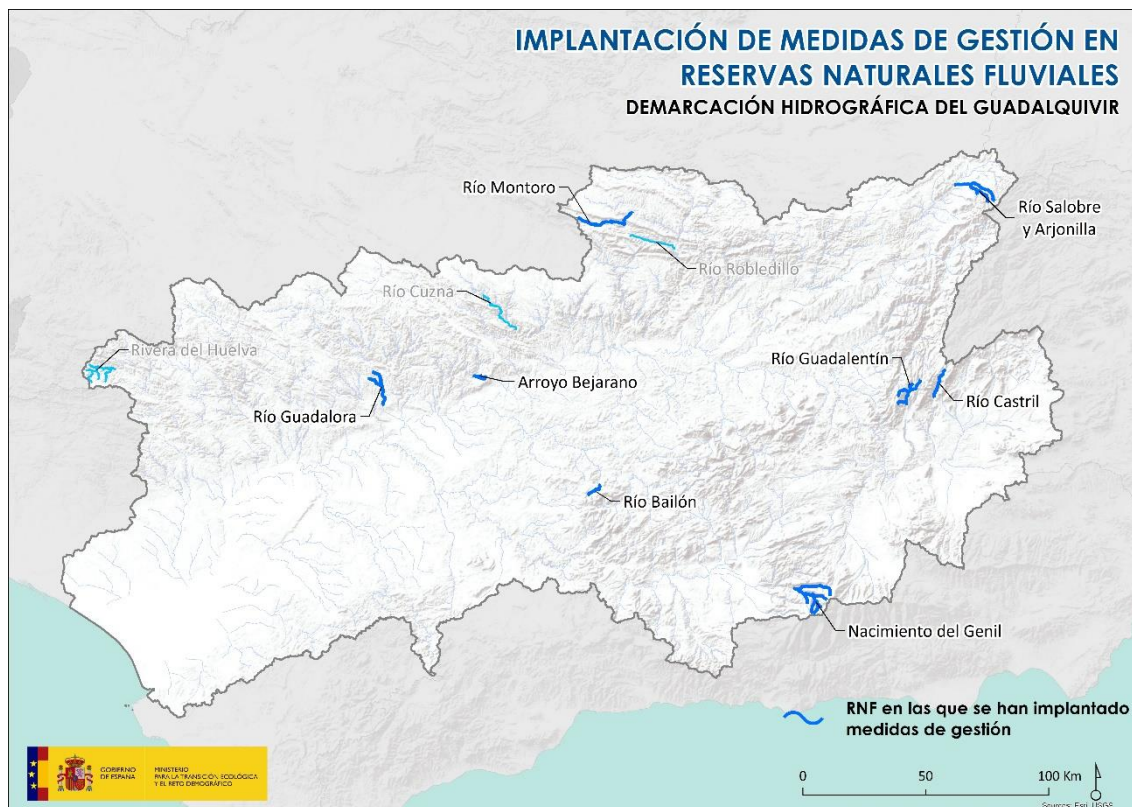 IMPLANTACIÓN DE MEDIDAS DE GESTIÓN EN
RESERVAS NATURALES FLUVIALES
DEMARCACIÓN HIDROGRÁFICA DEL GUADALQUIVIR
Río Montoro
Río Salobre
y Arjonilla
Río Robledillo
Río Cuzna
Rivera del Huelva
Río Guadalentín
Arroyo Bejarano
Río Castril
Río Guadalora
Río Bailón
Nacimiento del Genil
RNF en las que se han implantado
medidas de gestión
GOBIERNO
DE ESPAÑA
MINISTERIO
PARA LA TRANSICIÓN ECOLÓGICA
Y EL RETO DEMOGRÁFICO
0 50 100 Km
Sources: Esri, USGS